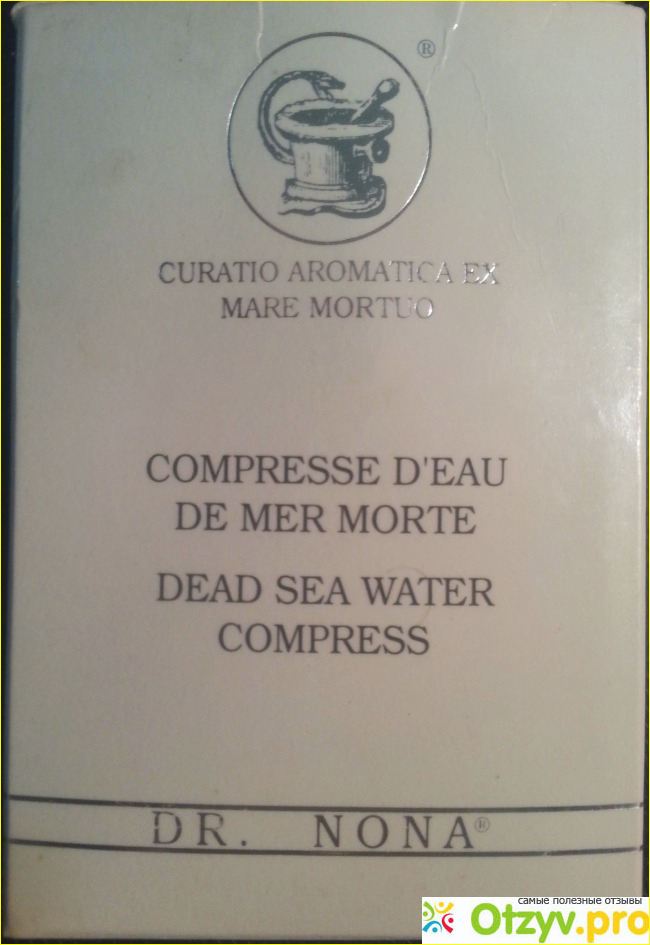 ®
CURATIO AROMATICA EX
MARE MORTUO
COMPRESSE D'EAU
DE MER MORTE
DEAD SEA WATER
COMPRESS
DR. NONA®
самые полезные отзывы
Otzyv.pro